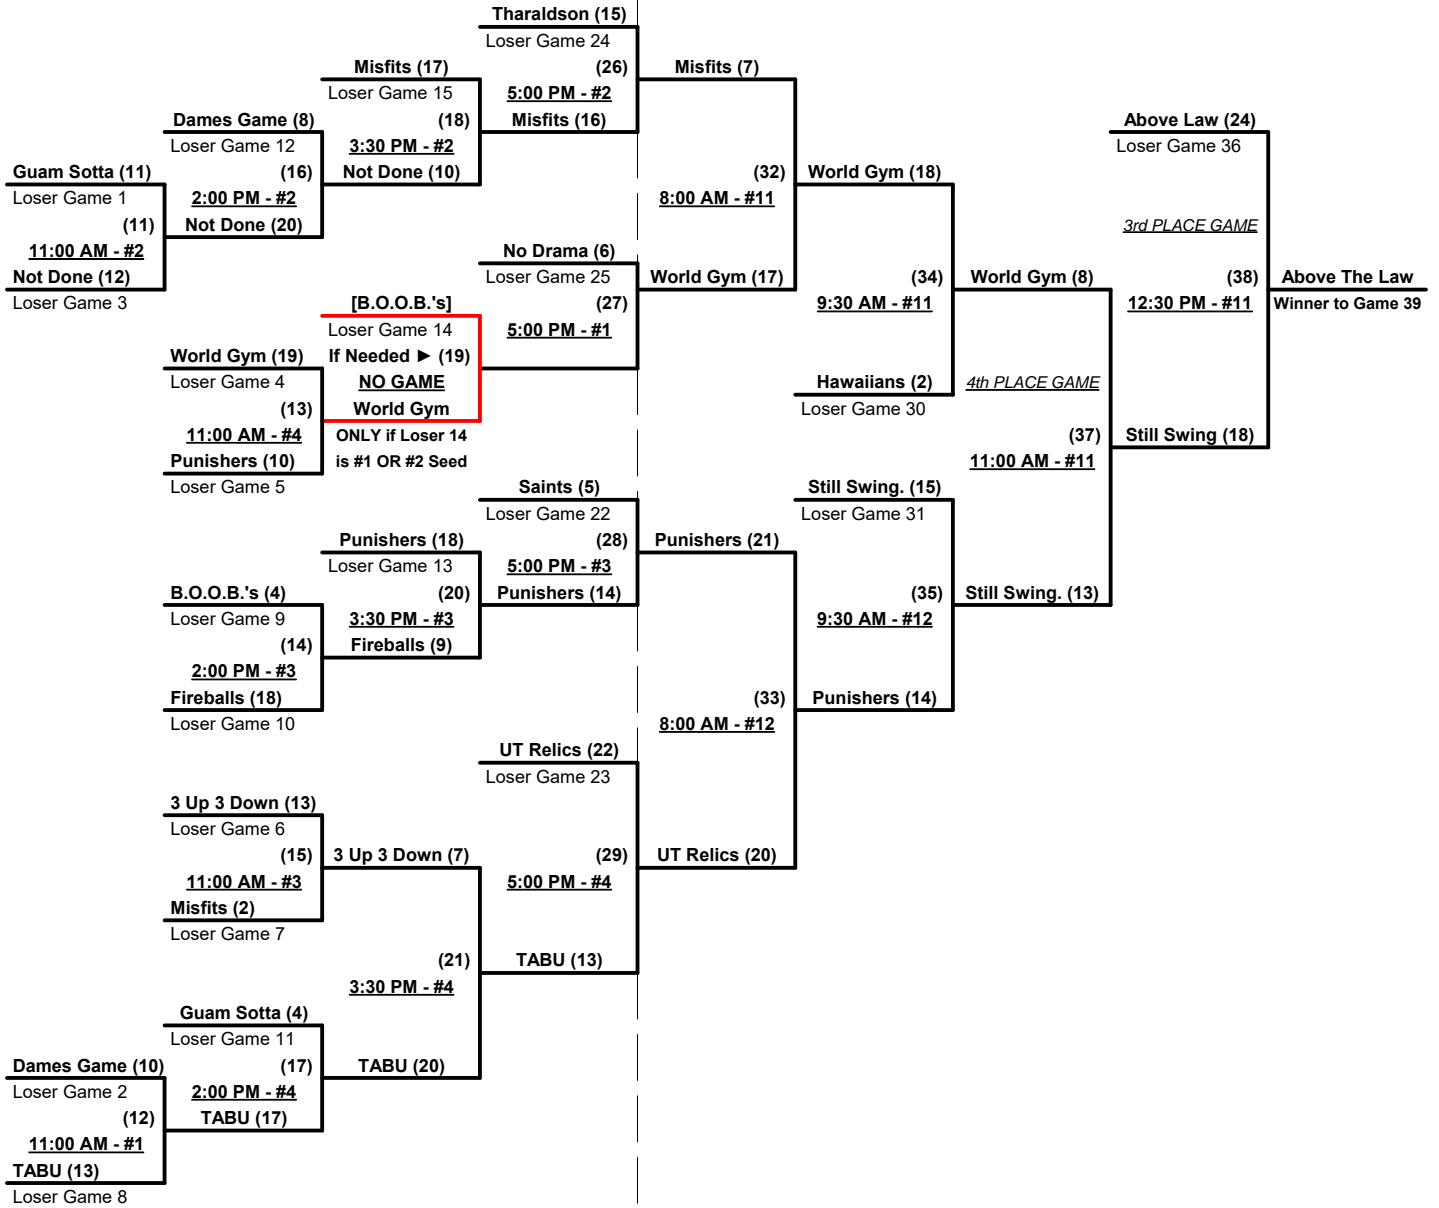 Tharaldson (15)
Loser Game 24
Misfits (17)
(26)
Misfits (7)
Loser Game 15
5:00 PM - #2
Dames Game (8)
(18)
Misfits (16)
Above Law (24)
Loser Game 12
3:30 PM - #2
Loser Game 36
Guam Sotta (11)
(16)
Not Done (10)
(32)
World Gym (18)
Loser Game 1
2:00 PM - #2
8:00 AM - #11
(11)
Not Done (20)
3rd PLACE GAME
11:00 AM - #2
No Drama (6)
Not Done (12)
Loser Game 25
World Gym (17)
(34)
World Gym (8)
(38)
Above The Law
Loser Game 3
[B.O.O.B.'s]
(27)
9:30 AM - #11
12:30 PM - #11
Winner to Game 39
Loser Game 14
5:00 PM - #1
World Gym (19)
If Needed ► (19)
Loser Game 4
NO GAME
Hawaiians (2)
4th PLACE GAME
(13)
World Gym
Loser Game 30
11:00 AM - #4
ONLY if Loser 14
(37)
Still Swing (18)
Punishers (10)
is #1 OR #2 Seed
11:00 AM - #11
Loser Game 5
Saints (5)
Still Swing. (15)
Loser Game 22
Loser Game 31
Punishers (18)
(28)
Punishers (21)
Loser Game 13
5:00 PM - #3
B.O.O.B.'s (4)
(20)
Punishers (14)
(35)
Still Swing. (13)
Loser Game 9
3:30 PM - #3
9:30 AM - #12
(14)
Fireballs (9)
2:00 PM - #3
Fireballs (18)
(33)
Punishers (14)
Loser Game 10
8:00 AM - #12
UT Relics (22)
Loser Game 23
3 Up 3 Down (13)
Loser Game 6
(15)
3 Up 3 Down (7)
(29)
UT Relics (20)
11:00 AM - #3
5:00 PM - #4
Misfits (2)
Loser Game 7
(21)
TABU (13)
3:30 PM - #4
Guam Sotta (4)
Loser Game 11
Dames Game (10)
(17)
TABU (20)
Loser Game 2
2:00 PM - #4
(12)
TABU (17)
11:00 AM - #1
TABU (13)
Loser Game 8